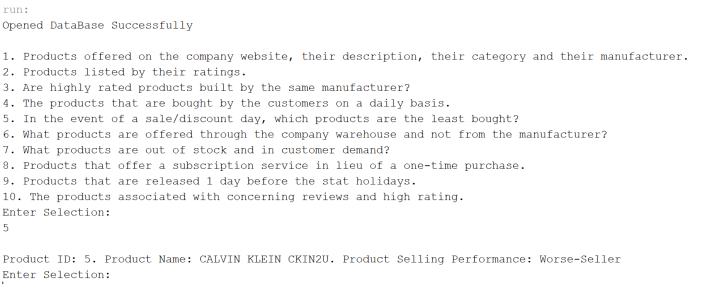 run:
Opened DataBase Successfully
1. Products offered on the company website, their description, their category and their manufacturer.
2. Products listed by their ratings.
3. Are highly rated products built by the same manufacturer?
4. The products that are bought by the customers on a daily basis.
5. In the event of a sale/discount day, which products are the least bought?
6. What products are offered through the company warehouse and not from the manufacturer?
7. What products are out of stock and in customer demand?
8. Products that offer a subscription service in lieu of a one-time purchase.
9. Products that are released 1 day before the stat holidays.
10. The products associated with concerning reviews and high rating.
Enter Selection:
5
Product ID: 5. Product Name: CALVIN KLEIN CKIN2U. Product Selling Performance: Worse-Seller
Enter Selection: